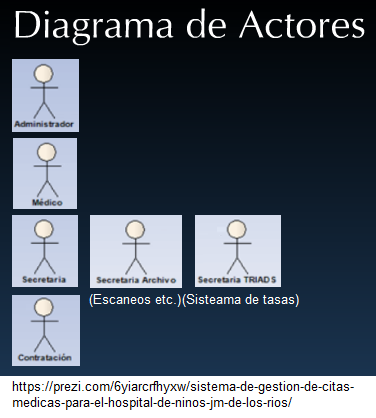 Diagrama de Actores
Administrador
Médico
Secretaria
Secretaria Archivo
Secretaria TRIADS
(Escaneos etc.)(Sisteama de tasas)
Contratación
https://prezi.com/6yiarcrfhyxw/sistema-de-gestion-de-citas-
medicas-para-el-hospital-de-ninos-jm-de-los-rios/